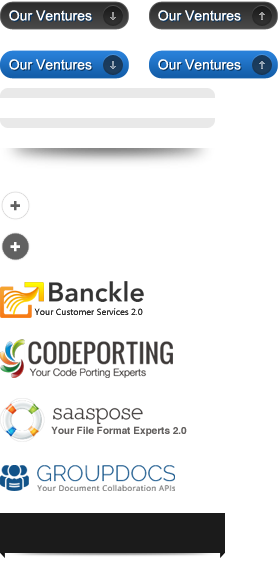 Our Ventures
Our Ventures
Our Ventures
Our Ventures
Banckle
Your Customer Services 2.0
CODEPORTING
Your Code Porting Experts
saaspose
Your File Format Experts 2.0
GROUPDOCS
Your Document Collaboration APIs